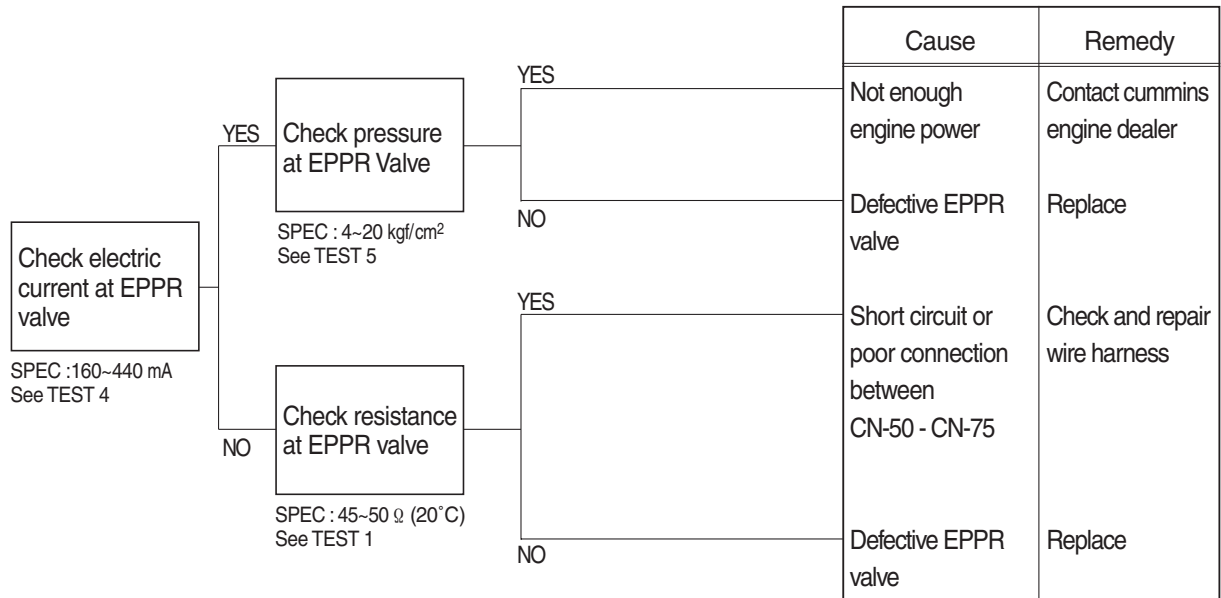 Check electric
current at EPPR
valve
SPEC :160~440 mA
See TEST 4
YES
Check pressure
at EPPR Valve
SPEC : 4~20 kgf/cm²
See TEST 5
NO
Check resistance
at EPPR valve
SPEC : 45~50 Ω (20°C)
See TEST 1
YES
NO
YES
NO
Cause
Remedy
Not enough
engine power
Contact cummins
engine dealer
Defective EPPR
valve
Replace
Short circuit or
poor connection
between
CN-50 - CN-75
Check and repair
wire harness
Defective EPPR
valve
Replace